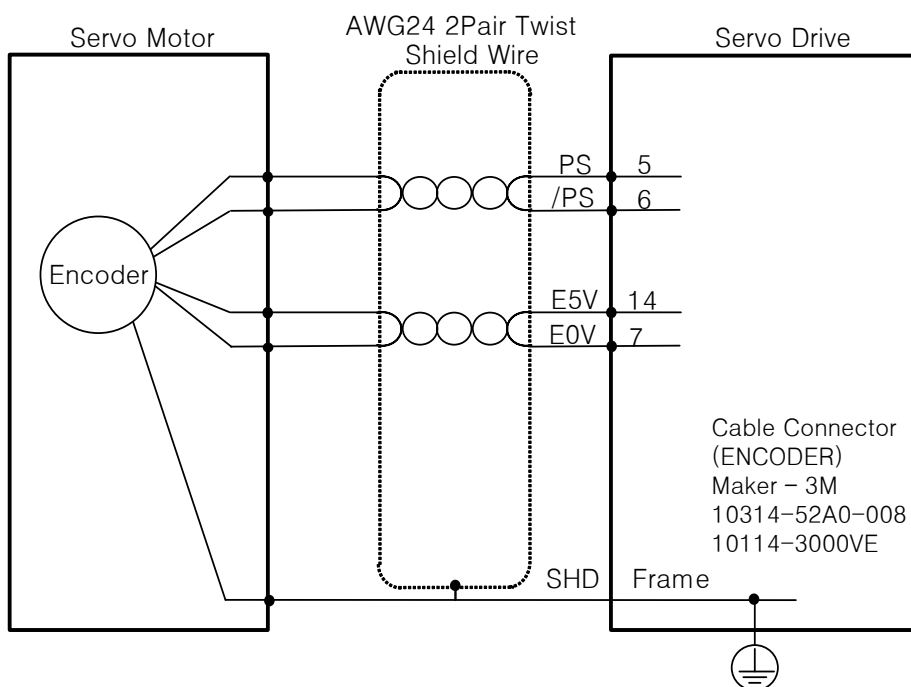 Servo Motor
AWG24 2Pair Twist
Shield Wire
Servo Drive
PS 5
/PS 6
Encoder
E5V 14
E0V 7
Cable Connector
(ENCODER)
Maker - 3M
10314-52A0-008
10114-3000VE
SHD Frame